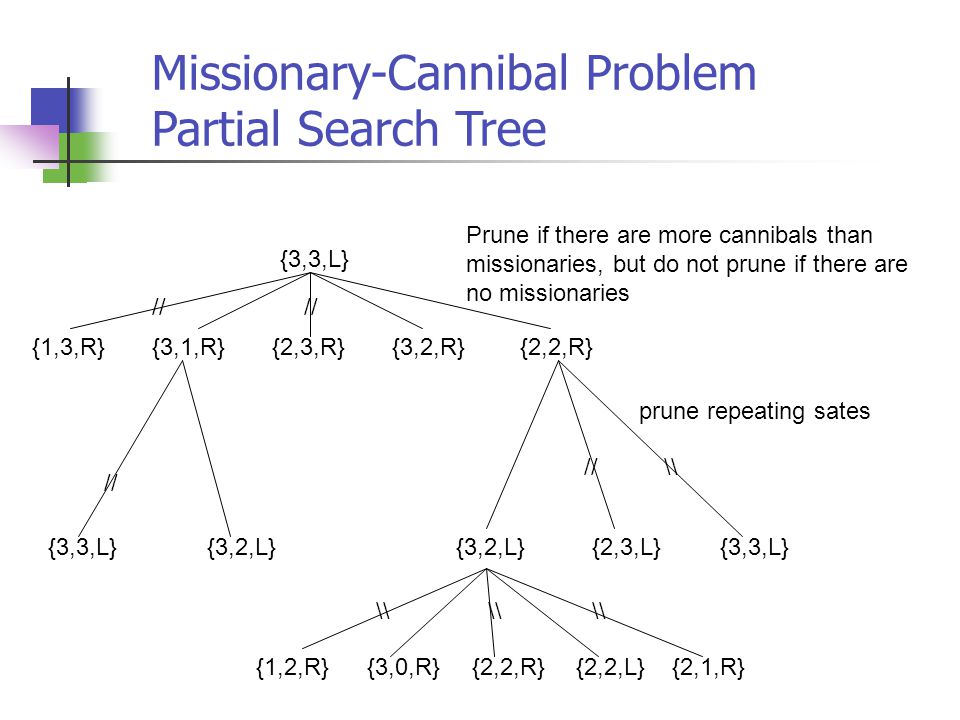 Missionary-Cannibal Problem
Partial Search Tree
Prune if there are more cannibals than
missionaries, but do not prune if there are
no missionaries
{3,3,L}
// //
{1,3,R} {3,1,R} {2,3,R} {3,2,R} {2,2,R}
prune repeating sates
// \\
//
{3,3,L} {3,2,L} {3,2,L} {2,3,L} {3,3,L}
\\ \\ \\
{1,2,R} {3,0,R} {2,2,R} {2,2,L} {2,1,R}